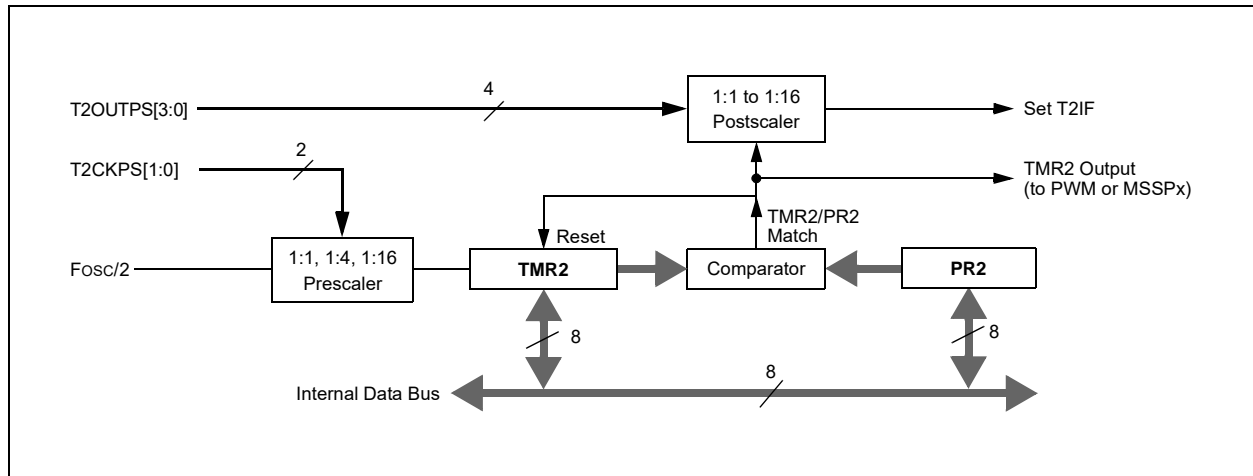 T2OUTPS[3:0]
4
1:1 to 1:16
Postscaler
Set T2IF
T2CKPS[1:0]
2
TMR2 Output
(to PWM or MSSPx)
TMR2/PR2
Match
Reset
Fosc/2
1:1, 1:4, 1:16
Prescaler
TMR2
Comparator
PR2
8
8
Internal Data Bus
8